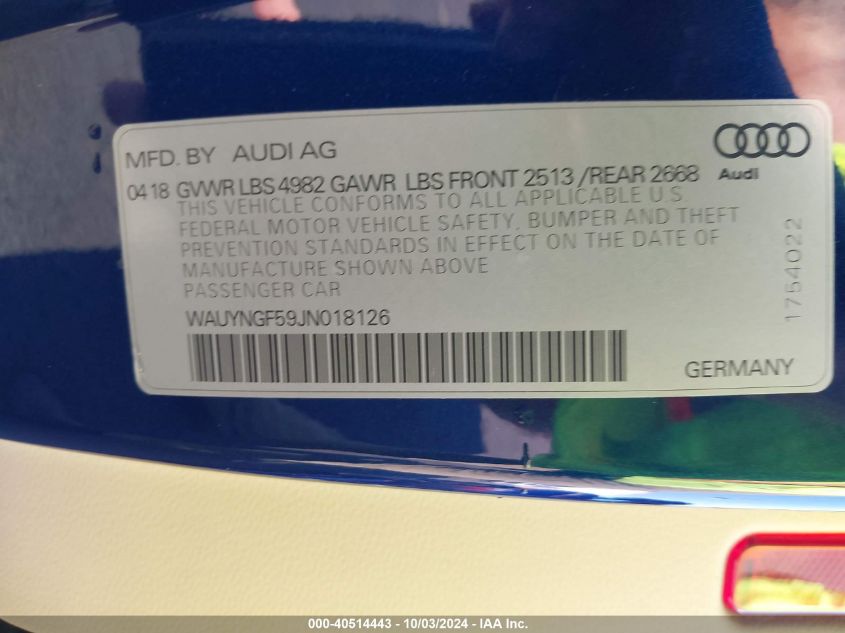 MFD. BY AUDI AG
Audi
0418 GVWR LBS 4982 GAWR LBS FRONT 2513 /REAR 2668
THIS VEHICLE CONFORMS TO ALL APPLICABLE U.S.
FEDERAL MOTOR VEHICLE SAFETY, BUMPER AND THEFT
PREVENTION STANDARDS IN EFFECT ON THE DATE OF
MANUFACTURE SHOWN ABOVE
PASSENGER CAR
1754022
WAUYNGF59JN018126
GERMANY
000-40514443 - 10/03/2024 - IAA Inc.